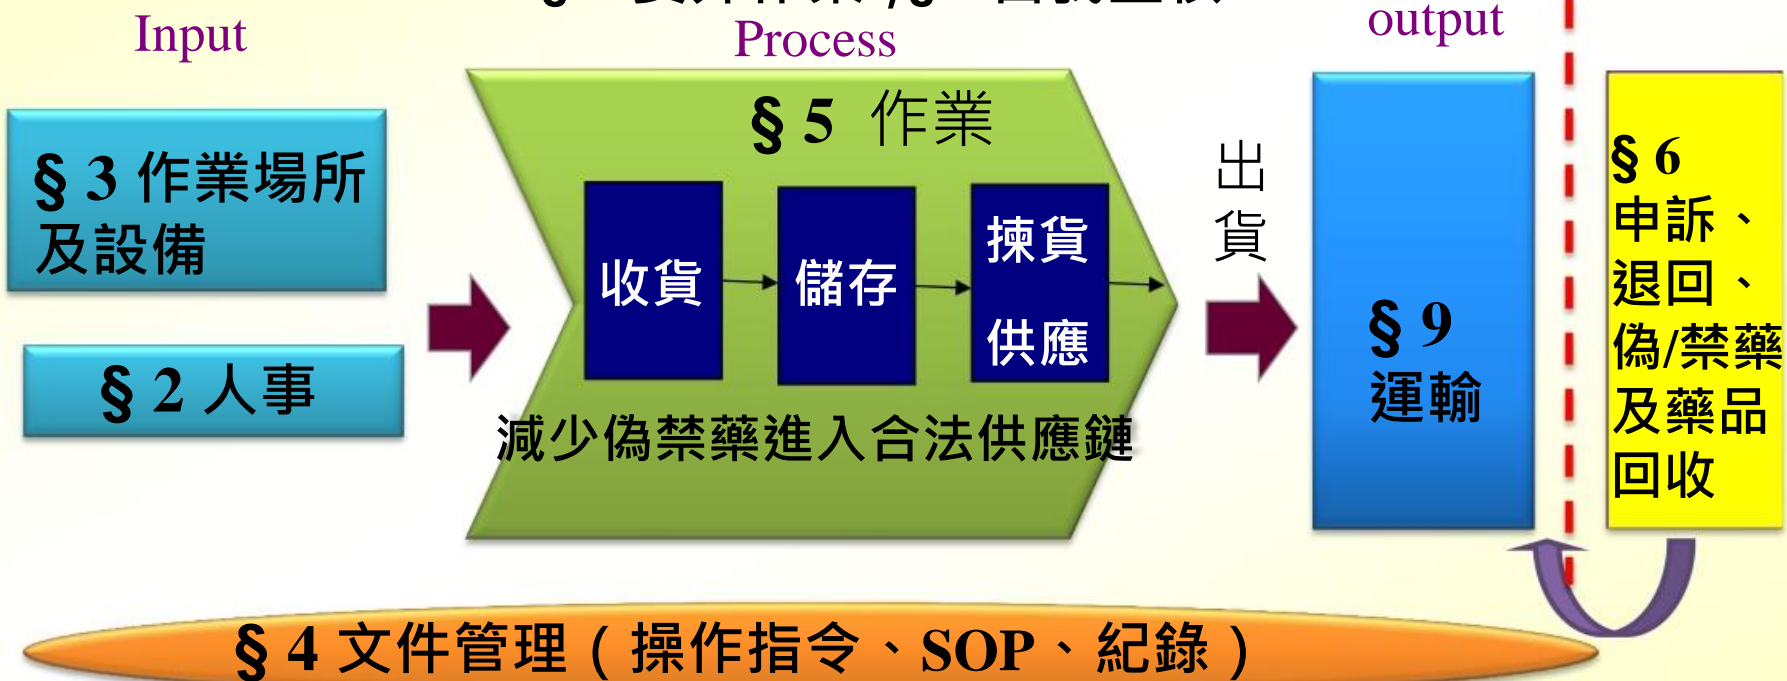 Input
Process
output
§ 3 作業場所
及設備
§ 2 人事
§ 5 作業
收貨
儲存
揀貨
供應
減少偽禁藥進入合法供應鏈
出
貨
§ 9
運輸
§ 6
申訴、
退回、
偽/禁藥
及藥品
回收
§ 4 文件管理（操作指令、SOP、紀錄）